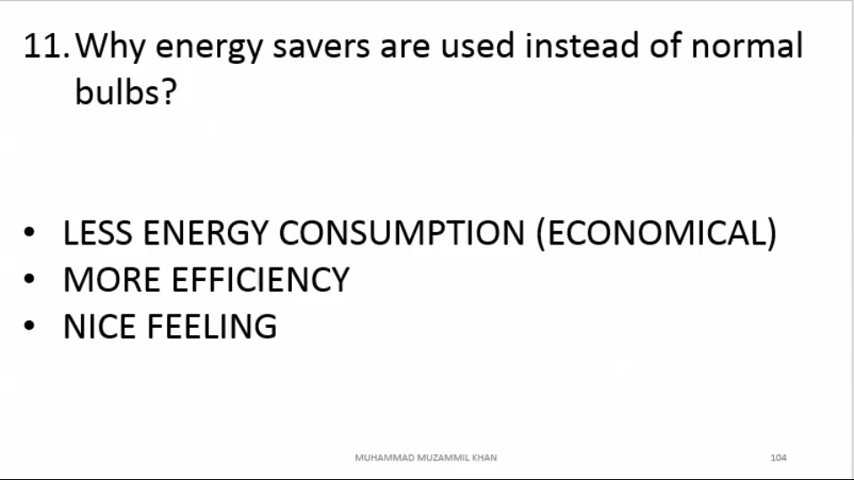 11. Why energy savers are used instead of normal
bulbs?
• LESS ENERGY CONSUMPTION (ECONOMICAL)
• MORE EFFICIENCY
• NICE FEELING
MUHAMMAD MUZAMMIL KHAN 104